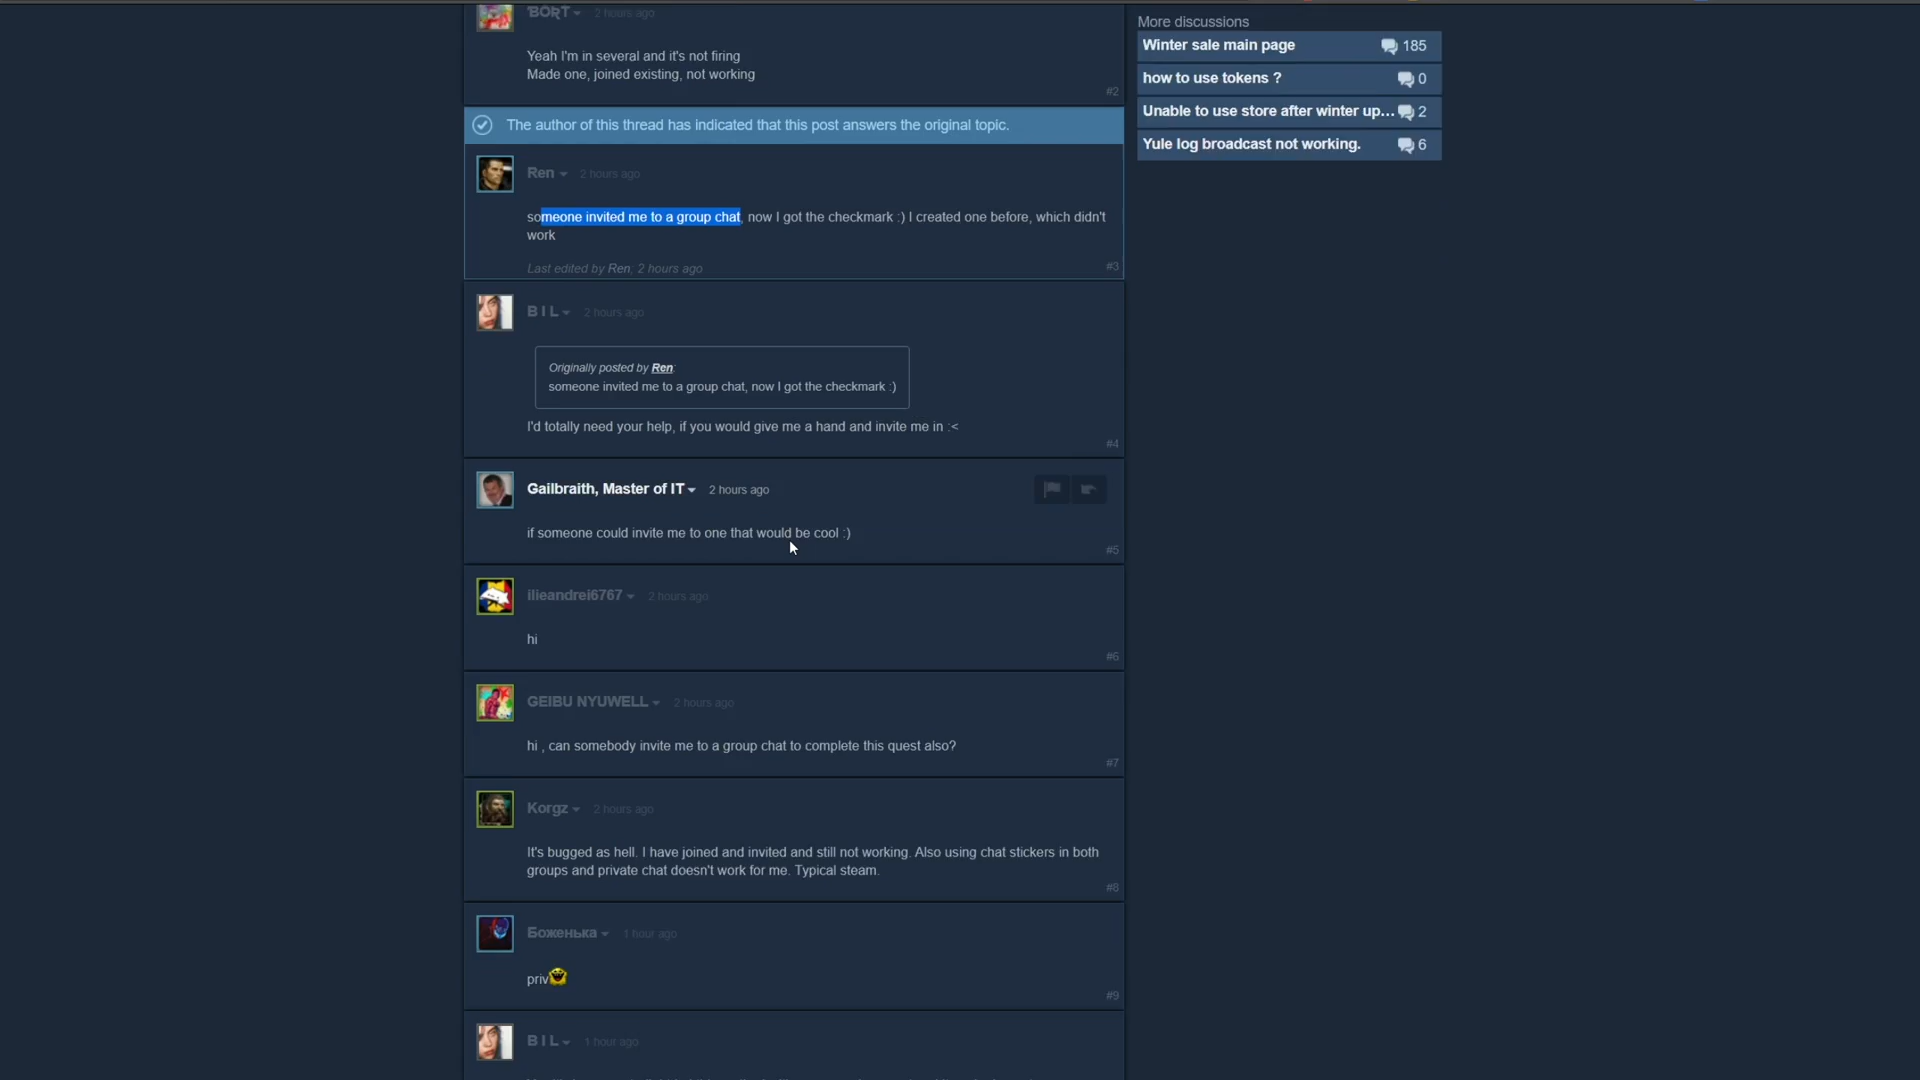 BÖRT 2 hours ago
Yeah I'm in several and it's not firing
Made one, joined existing, not working
#2
The author of this thread has indicated that this post answers the original topic.
Ren 2 hours ago
someone invited me to a group chat, now I got the checkmark :) I created one before, which didn't
work
Last edited by Ren; 2 hours ago
#3
B I L 2 hours ago
Originally posted by Ren:
someone invited me to a group chat, now I got the checkmark :)
I'd totally need your help, if you would give me a hand and invite me in :<
#4
Gailbraith, Master of IT 2 hours ago
if someone could invite me to one that would be cool :)
#5
ilieandrei6767 2 hours ago
hi
#6
GEIBU NYUWELL 2 hours ago
hi , can somebody invite me to a group chat to complete this quest also?
#7
Korgz 2 hours ago
It's bugged as hell. I have joined and invited and still not working. Also using chat stickers in both
groups and private chat doesn't work for me. Typical steam.
#8
Боженька 1 hour ago
priv
#9
B I L 1 hour ago
More discussions
Winter sale main page 185
how to use tokens ? 0
Unable to use store after winter up... 2
Yule log broadcast not working. 6